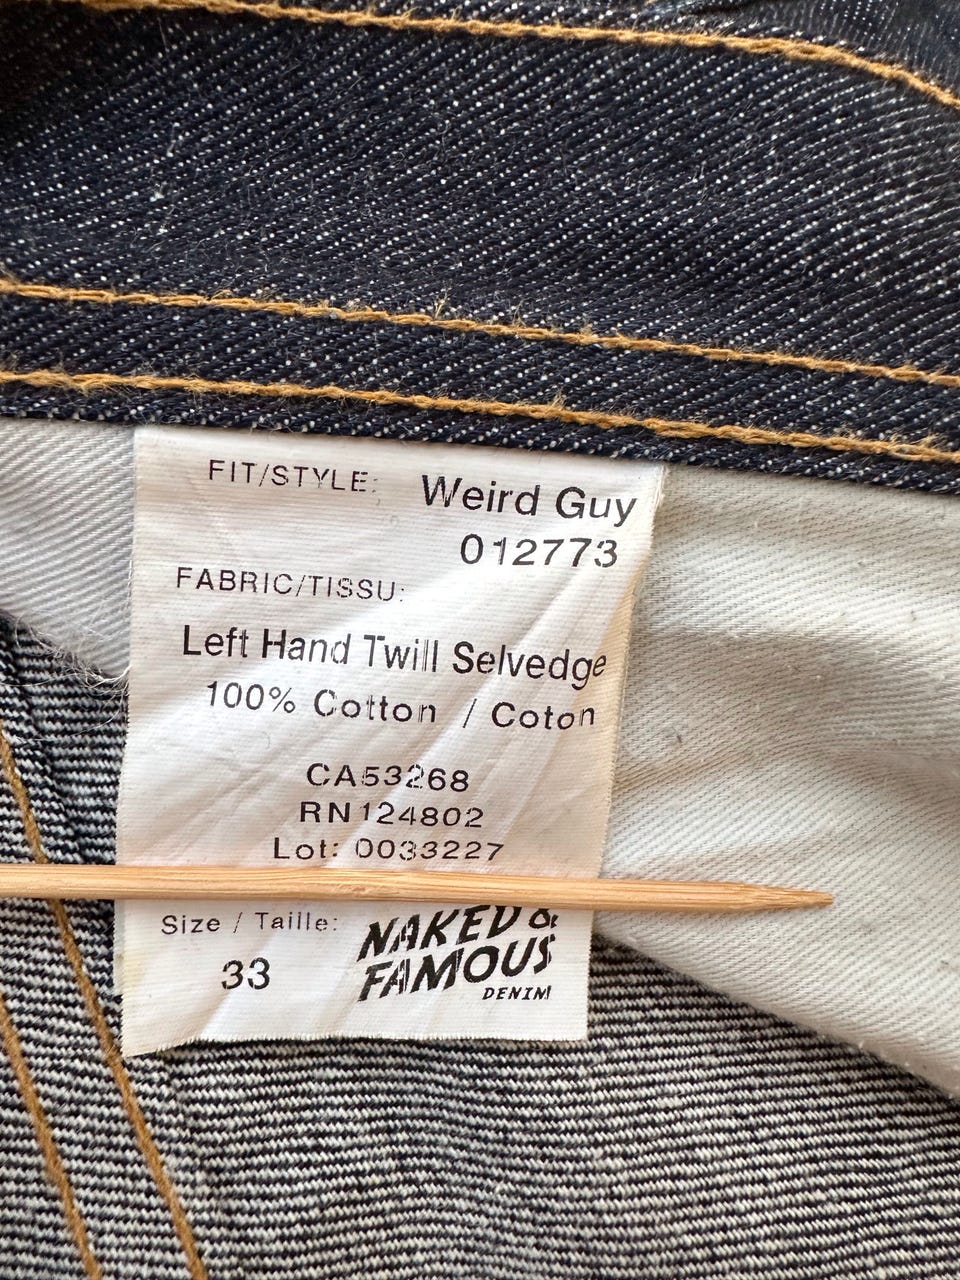 FIT/STYLE: Weird Guy
012773
FABRIC/TISSU:
Left Hand Twill Selvedge
100% Cotton / Coton
CA53268
RN124802
Lot: 0033227
Size / Taille:
33
NAKED &
FAMOUS
DENIM